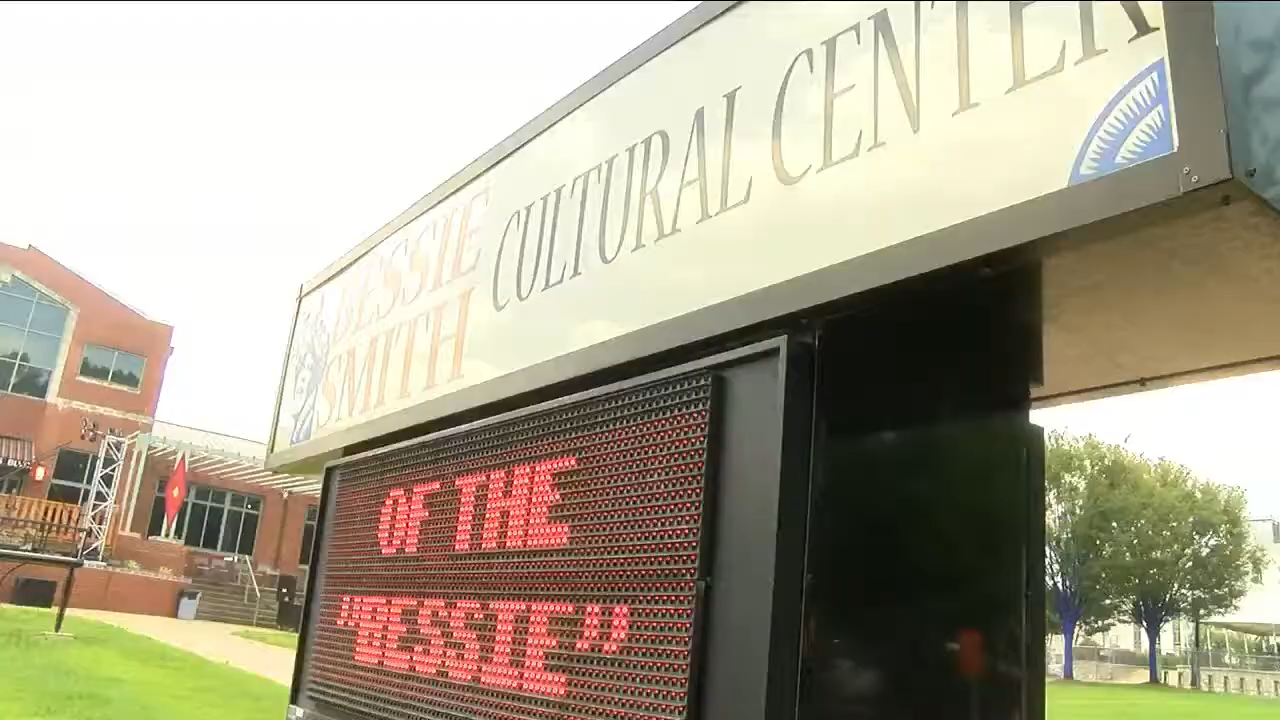 BESSIE
SMITH
CULTURAL CENTER
OF THE
"BESSIE"